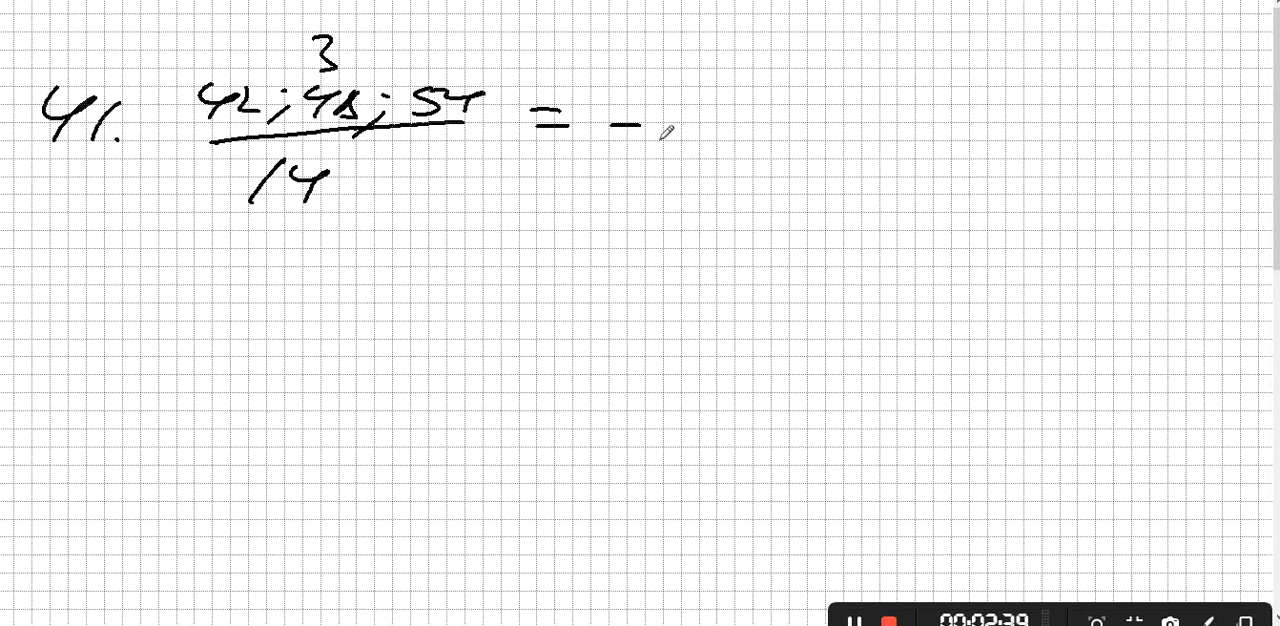 3
41. 42; 48; 54 = -
14
00:02:39